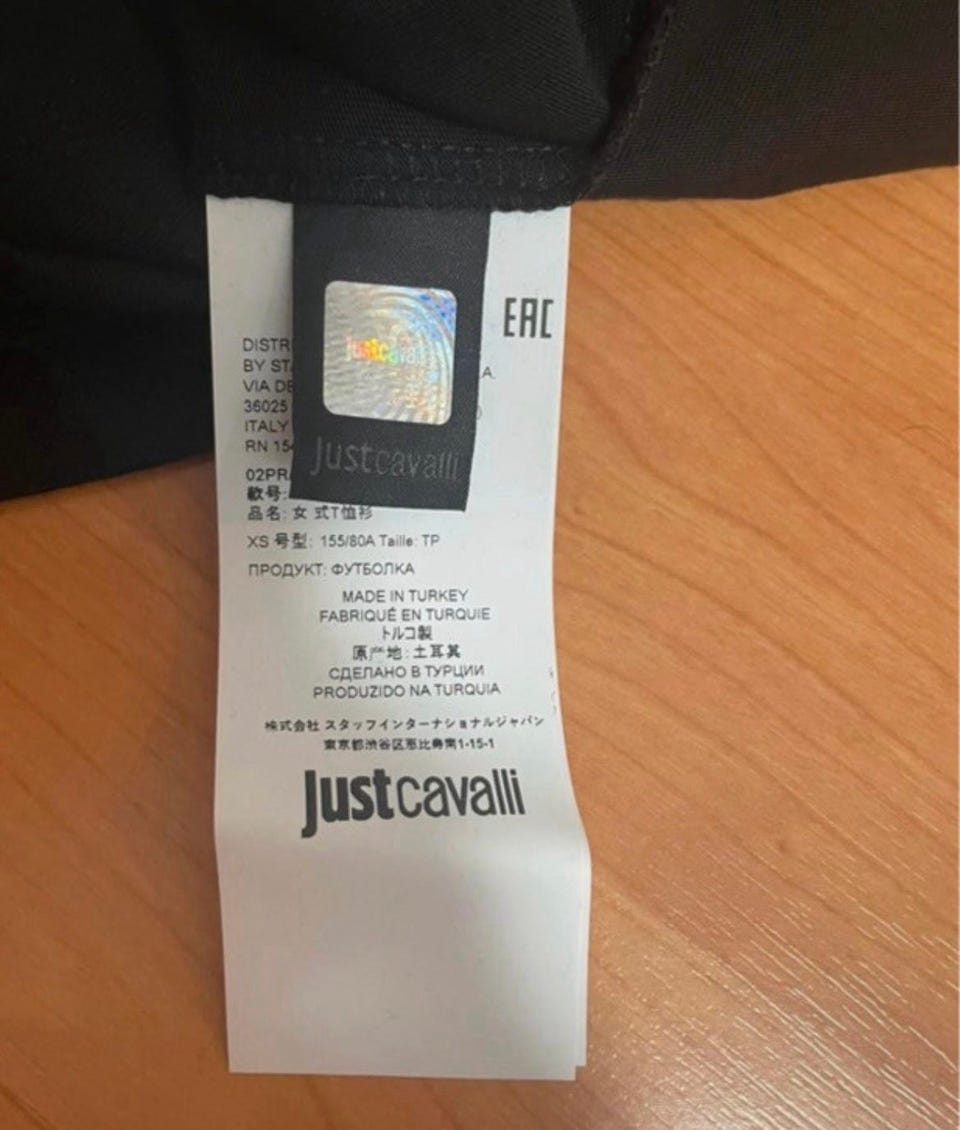 EAC
justcavalli
Justcavalli
DISTR
BY STA
VIA DE
36025
ITALY
RN 15
02PR
款号:
品名: 女 式T恤衫
XS 号型: 155/80A Taille: TP
ПРОДУКТ: ФУТБОЛКА
MADE IN TURKEY
FABRIQUÉ EN TURQUIE
トルコ製
原产地: 土耳其
СДЕЛАНО В ТУРЦИИ
PRODUZIDO NA TURQUIA
株式会社 スタッフインターナショナルジャパン
東京都渋谷区恵比寿南1-15-1
Justcavalli